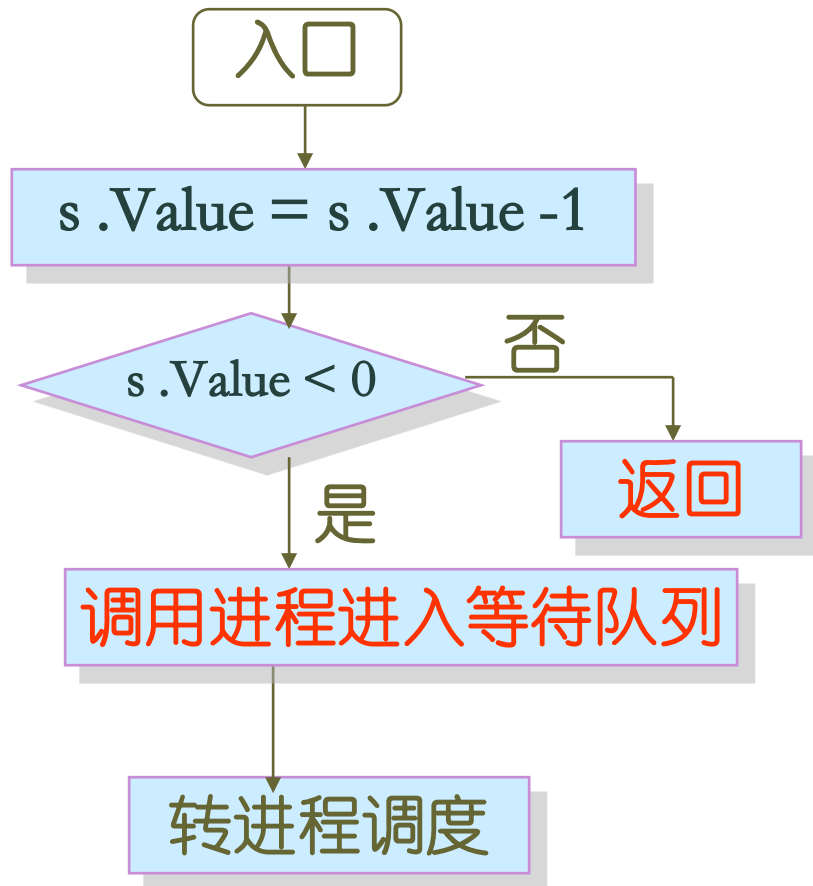 入口
s .Value = s .Value -1
s .Value < 0
否
返回
是
调用进程进入等待队列
转进程调度